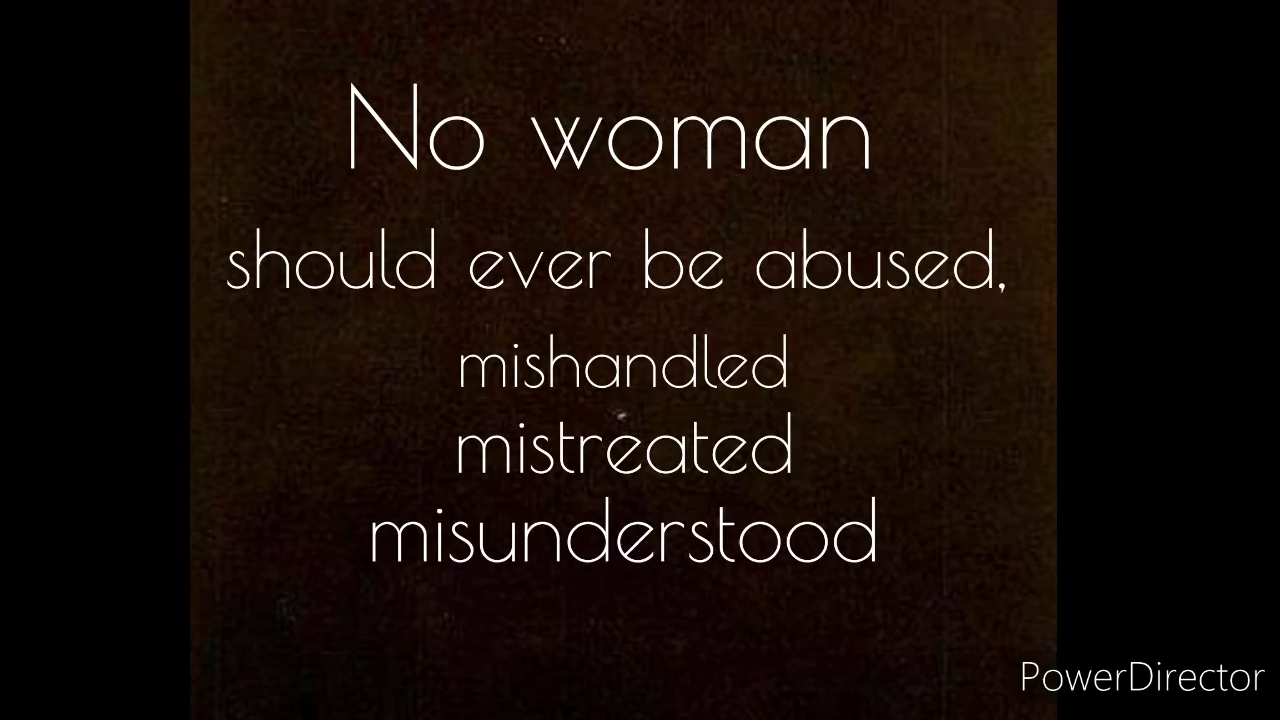 No woman
should ever be abused,
mishandled
mistreated
misunderstood
PowerDirector